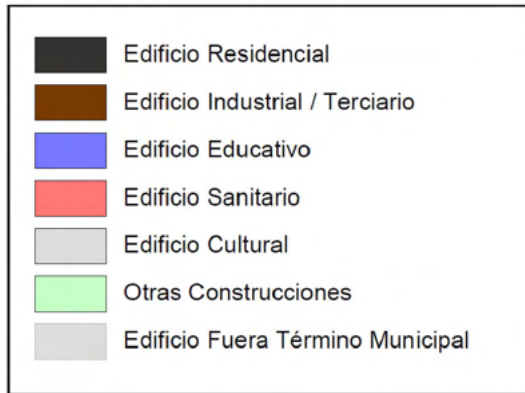 Edificio Residencial
Edificio Industrial / Terciario
Edificio Educativo
Edificio Sanitario
Edificio Cultural
Otras Construcciones
Edificio Fuera Término Municipal